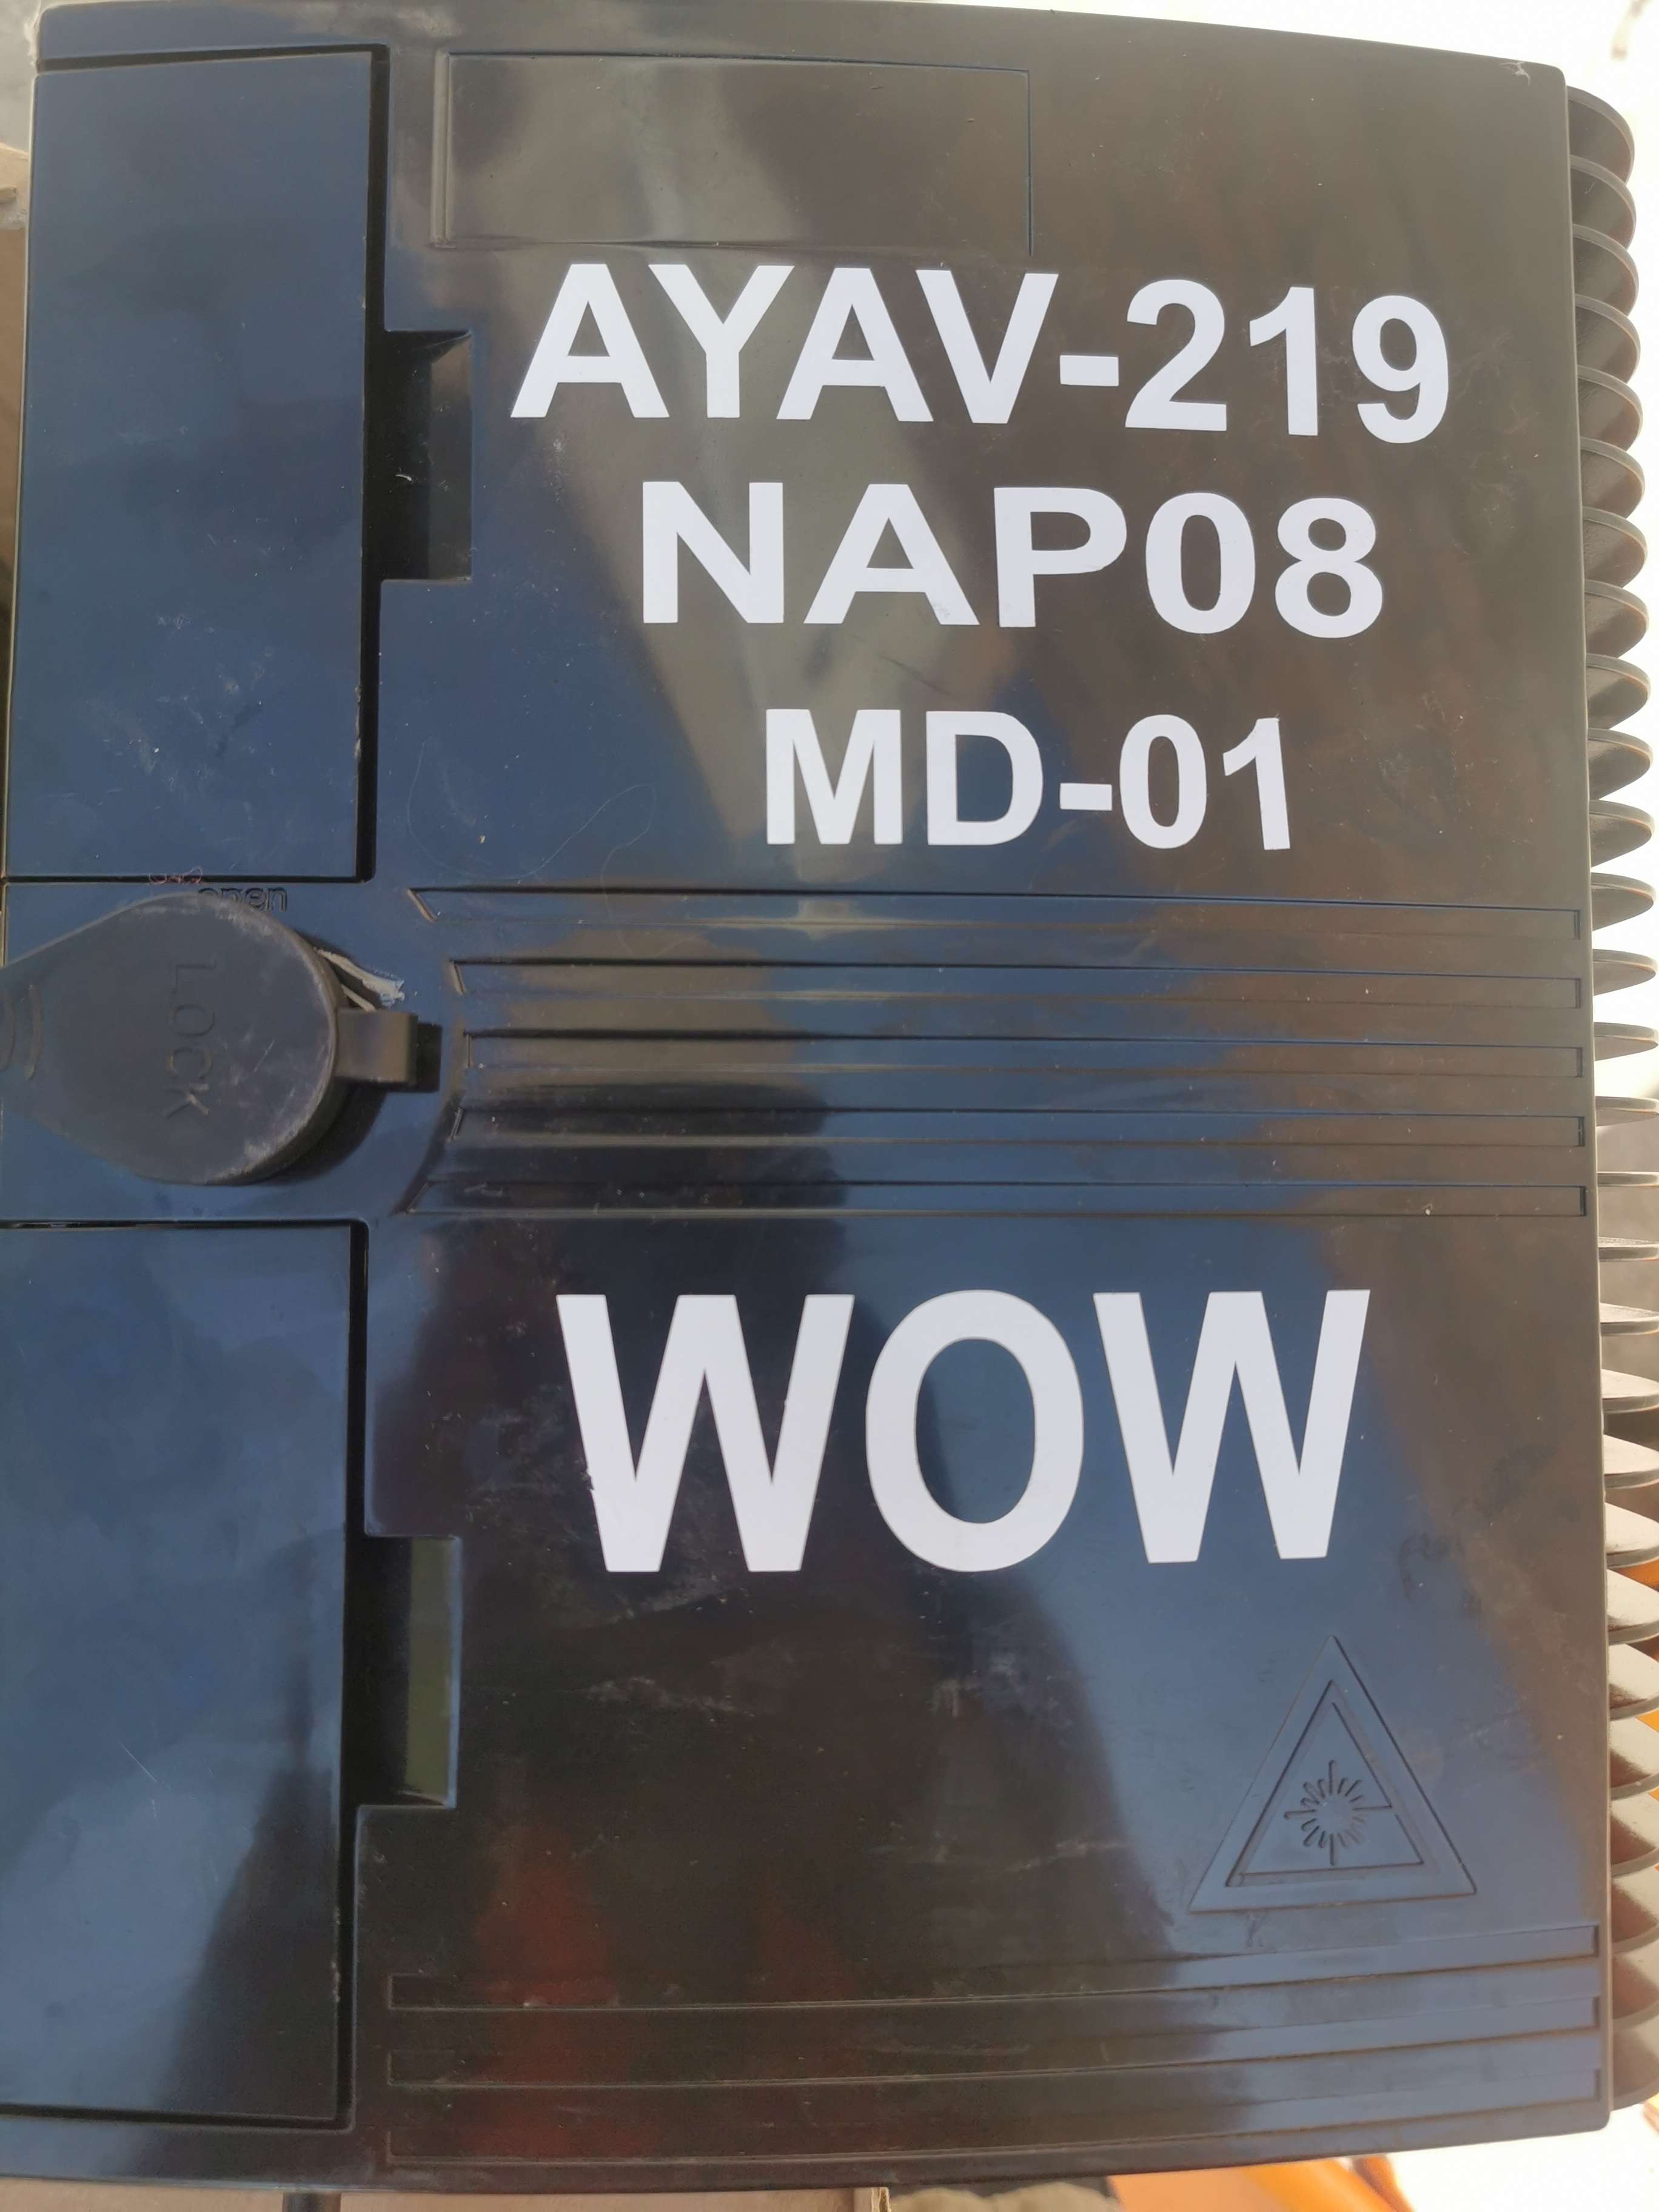 AYAV-219
NAP08
MD-01
open
LOCK
WOW